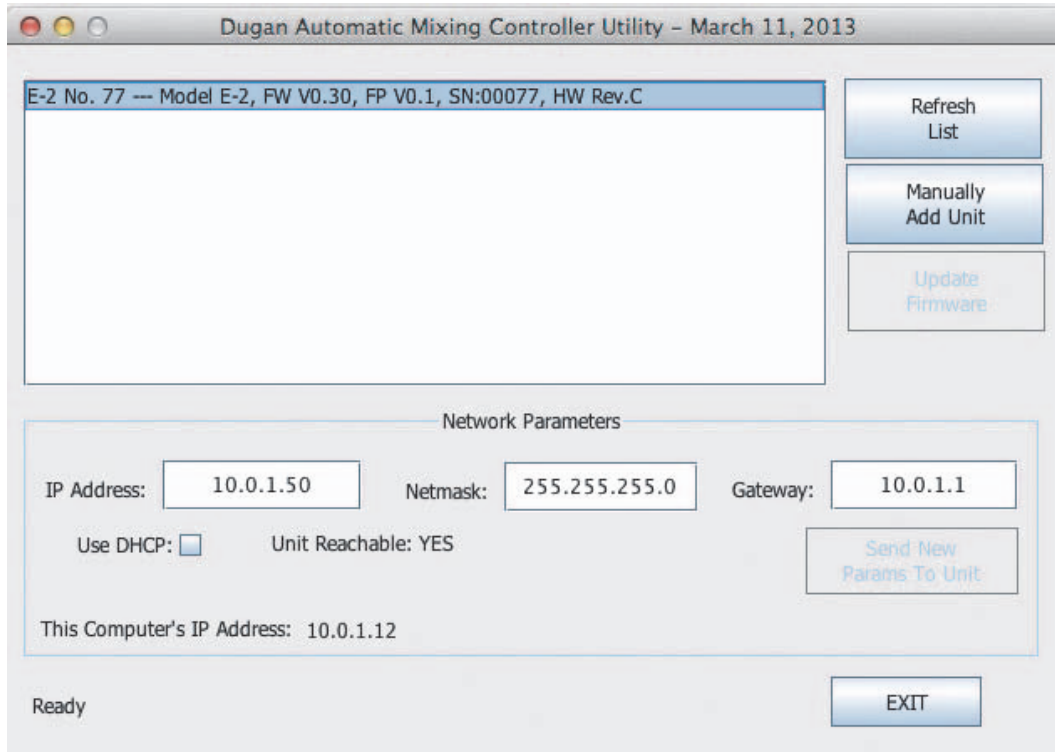 Dugan Automatic Mixing Controller Utility – March 11, 2013
E-2 No. 77 --- Model E-2, FW V0.30, FP V0.1, SN:00077, HW Rev.C
Refresh
List
Manually
Add Unit
Update
Firmware
Network Parameters
IP Address: 10.0.1.50 Netmask: 255.255.255.0 Gateway: 10.0.1.1
Use DHCP: Unit Reachable: YES
Send New
Params To Unit
This Computer's IP Address: 10.0.1.12
Ready
EXIT